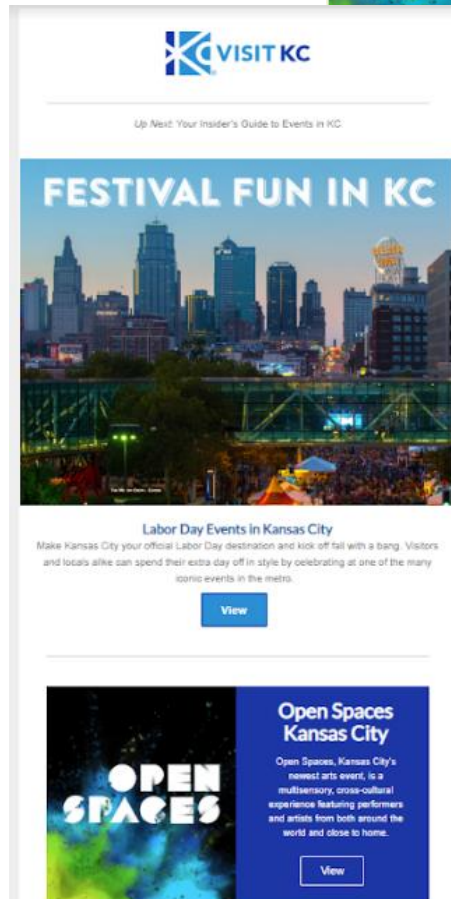 KC VISIT KC
Up Next: Your Insider's Guide to Events in KC
FESTIVAL FUN IN KC
Labor Day Events in Kansas City
Make Kansas City your official Labor Day destination and kick off fall with a bang. Visitors
and locals alike can spend their extra day off in style by celebrating at one of the many
iconic events in the metro.
View
OPEN
SPACES
Open Spaces
Kansas City
Open Spaces, Kansas City's
newest arts event, is a
multisensory, cross-cultural
experience featuring performers
and artists from both around the
world and close to home.
View